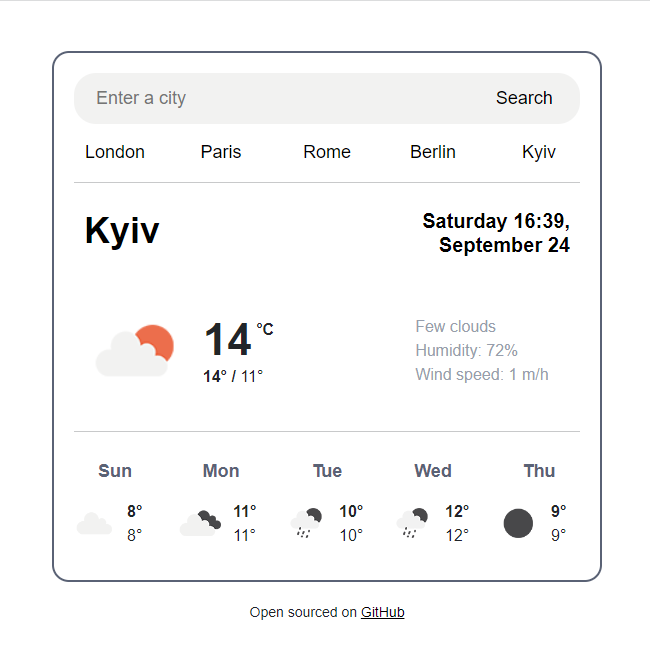 Enter a city Search
London Paris Rome Berlin Kyiv
Kyiv
Saturday 16:39,
September 24
14 °C
14° / 11°
Few clouds
Humidity: 72%
Wind speed: 1 m/h
Sun Mon Tue Wed Thu
8° 11° 10° 12° 9°
8° 11° 10° 12° 9°
Open sourced on GitHub